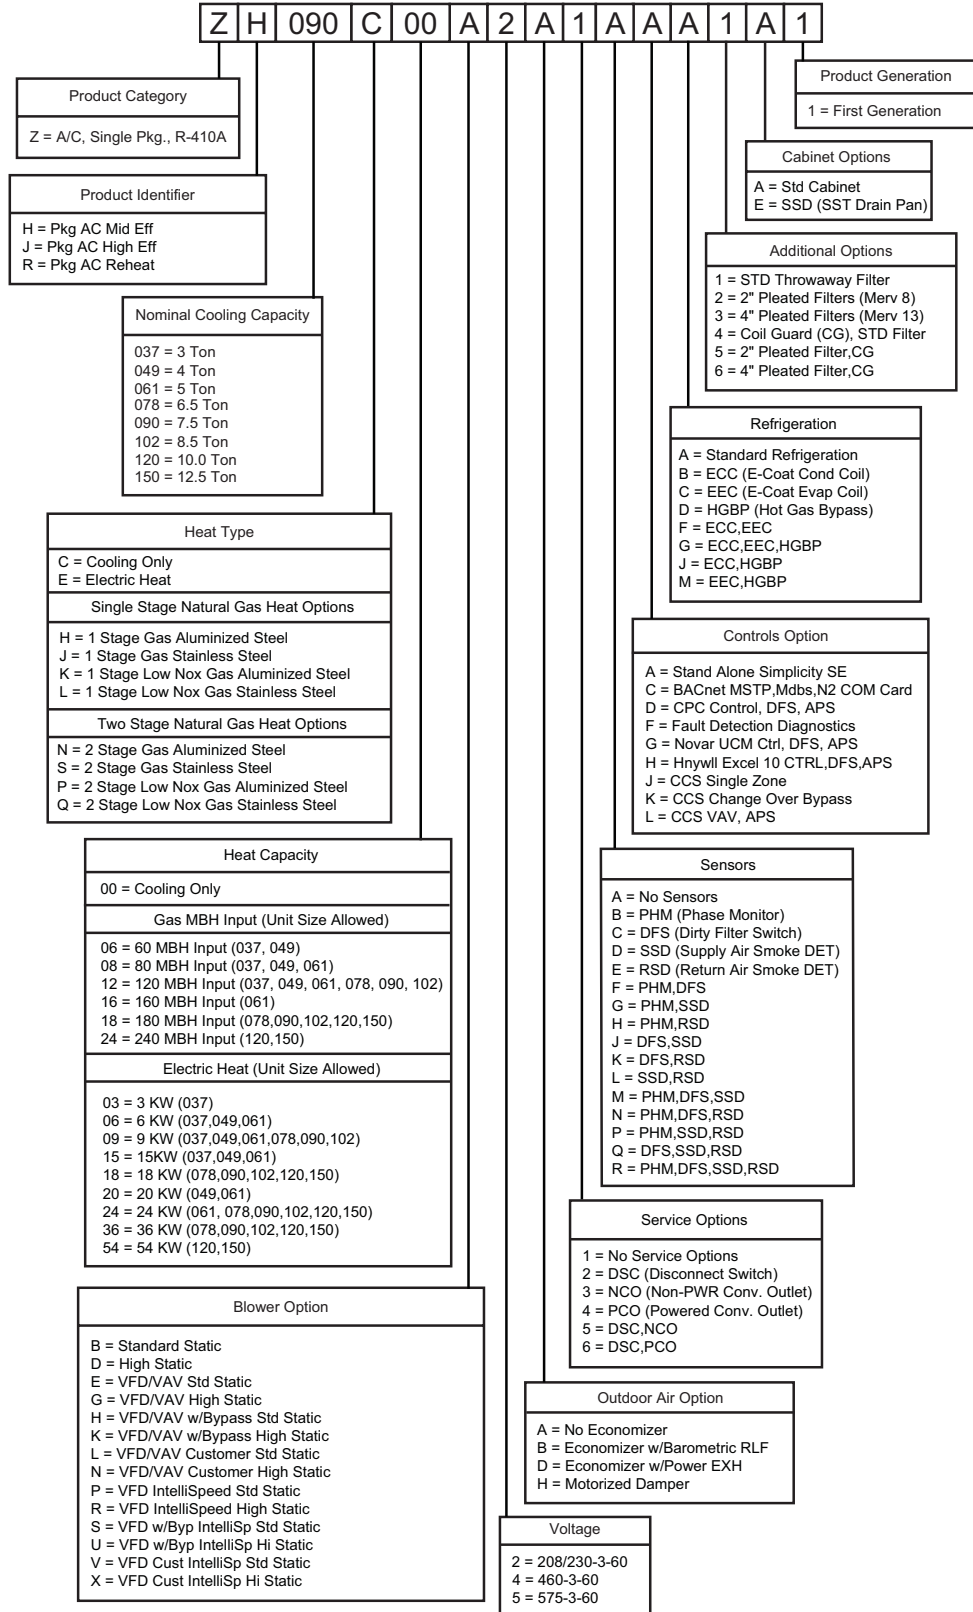 Z H 090 C 00 A 2 A 1 A A A 1 A 1
Product Category
Z = A/C, Single Pkg., R-410A
Product Identifier
H = Pkg AC Mid Eff
J = Pkg AC High Eff
R = Pkg AC Reheat
Nominal Cooling Capacity
037 = 3 Ton
049 = 4 Ton
061 = 5 Ton
078 = 6.5 Ton
090 = 7.5 Ton
102 = 8.5 Ton
120 = 10.0 Ton
150 = 12.5 Ton
Heat Type
C = Cooling Only
E = Electric Heat
Single Stage Natural Gas Heat Options
H = 1 Stage Gas Aluminized Steel
J = 1 Stage Gas Stainless Steel
K = 1 Stage Low Nox Gas Aluminized Steel
L = 1 Stage Low Nox Gas Stainless Steel
Two Stage Natural Gas Heat Options
N = 2 Stage Gas Aluminized Steel
S = 2 Stage Gas Stainless Steel
P = 2 Stage Low Nox Gas Aluminized Steel
Q = 2 Stage Low Nox Gas Stainless Steel
Heat Capacity
00 = Cooling Only
Gas MBH Input (Unit Size Allowed)
06 = 60 MBH Input (037, 049)
08 = 80 MBH Input (037, 049, 061)
12 = 120 MBH Input (037, 049, 061, 078, 090, 102)
16 = 160 MBH Input (061)
18 = 180 MBH Input (078,090,102,120,150)
24 = 240 MBH Input (120,150)
Electric Heat (Unit Size Allowed)
03 = 3 KW (037)
06 = 6 KW (037,049,061)
09 = 9 KW (037,049,061,078,090,102)
15 = 15KW (037,049,061)
18 = 18 KW (078,090,102,120,150)
20 = 20 KW (049,061)
24 = 24 KW (061, 078,090,102,120,150)
36 = 36 KW (078,090,102,120,150)
54 = 54 KW (120,150)
Blower Option
B = Standard Static
D = High Static
E = VFD/VAV Std Static
G = VFD/VAV High Static
H = VFD/VAV w/Bypass Std Static
K = VFD/VAV w/Bypass High Static
L = VFD/VAV Customer Std Static
N = VFD/VAV Customer High Static
P = VFD IntelliSpeed Std Static
R = VFD IntelliSpeed High Static
S = VFD w/Byp IntelliSp Std Static
U = VFD w/Byp IntelliSp Hi Static
V = VFD Cust IntelliSp Std Static
X = VFD Cust IntelliSp Hi Static
Product Generation
1 = First Generation
Cabinet Options
A = Std Cabinet
E = SSD (SST Drain Pan)
Additional Options
1 = STD Throwaway Filter
2 = 2" Pleated Filters (Merv 8)
3 = 4" Pleated Filters (Merv 13)
4 = Coil Guard (CG), STD Filter
5 = 2" Pleated Filter,CG
6 = 4" Pleated Filter,CG
Refrigeration
A = Standard Refrigeration
B = ECC (E-Coat Cond Coil)
C = EEC (E-Coat Evap Coil)
D = HGBP (Hot Gas Bypass)
F = ECC,EEC
G = ECC,EEC,HGBP
J = ECC,HGBP
M = EEC,HGBP
Controls Option
A = Stand Alone Simplicity SE
C = BACnet MSTP,Mdbs,N2 COM Card
D = CPC Control, DFS, APS
F = Fault Detection Diagnostics
G = Novar UCM Ctrl, DFS, APS
H = Hnywll Excel 10 CTRL,DFS,APS
J = CCS Single Zone
K = CCS Change Over Bypass
L = CCS VAV, APS
Sensors
A = No Sensors
B = PHM (Phase Monitor)
C = DFS (Dirty Filter Switch)
D = SSD (Supply Air Smoke DET)
E = RSD (Return Air Smoke DET)
F = PHM,DFS
G = PHM,SSD
H = PHM,RSD
J = DFS,SSD
K = DFS,RSD
L = SSD,RSD
M = PHM,DFS,SSD
N = PHM,DFS,RSD
P = PHM,SSD,RSD
Q = DFS,SSD,RSD
R = PHM,DFS,SSD,RSD
Service Options
1 = No Service Options
2 = DSC (Disconnect Switch)
3 = NCO (Non-PWR Conv. Outlet)
4 = PCO (Powered Conv. Outlet)
5 = DSC,NCO
6 = DSC,PCO
Outdoor Air Option
A = No Economizer
B = Economizer w/Barometric RLF
D = Economizer w/Power EXH
H = Motorized Damper
Voltage
2 = 208/230-3-60
4 = 460-3-60
5 = 575-3-60